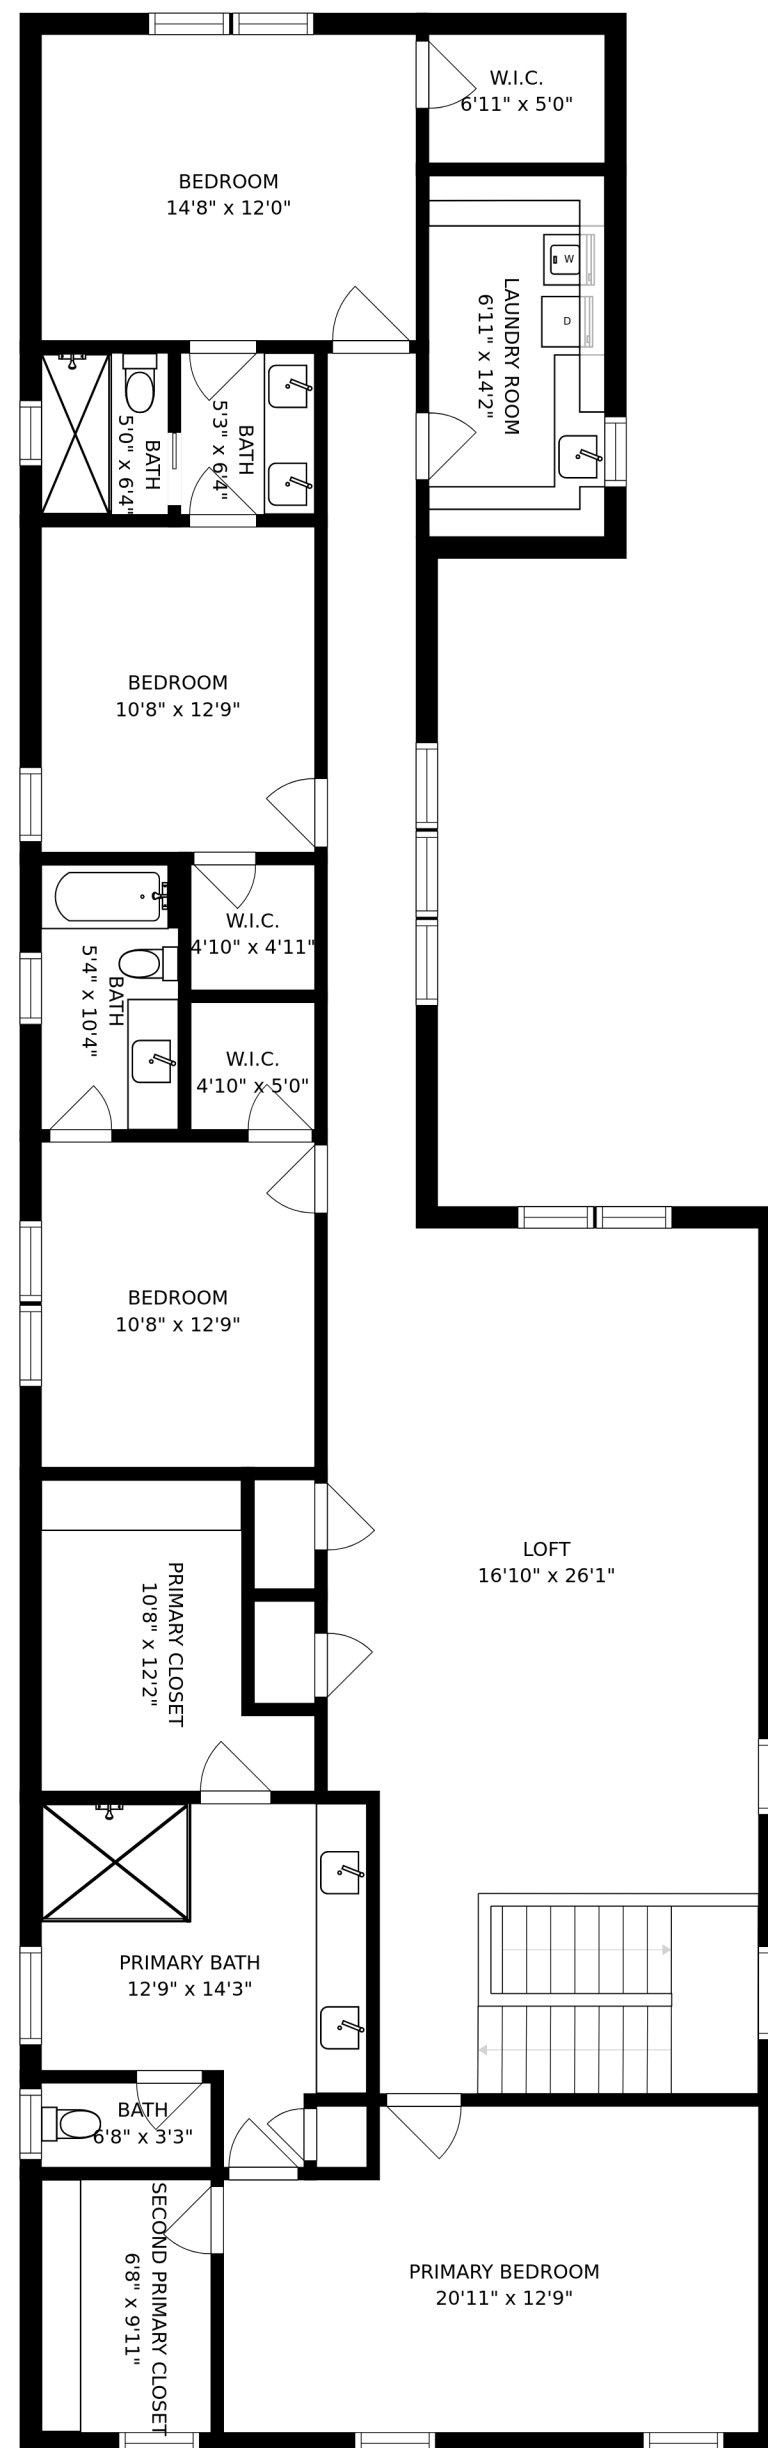 W.I.C.
6'11" x 5'0"
BEDROOM
14'8" x 12'0"
W
D
LAUNDRY ROOM
6'11" x 14'2"
BATH
5'0" x 6'4"
BATH
5'3" x 6'4"
BEDROOM
10'8" x 12'9"
W.I.C.
4'10" x 4'11"
BATH
5'4" x 10'4"
W.I.C.
4'10" x 5'0"
BEDROOM
10'8" x 12'9"
LOFT
16'10" x 26'1"
PRIMARY CLOSET
10'8" x 12'2"
PRIMARY BATH
12'9" x 14'3"
BATH
6'8" x 3'3"
SECOND PRIMARY CLOSET
6'8" x 9'11"
PRIMARY BEDROOM
20'11" x 12'9"